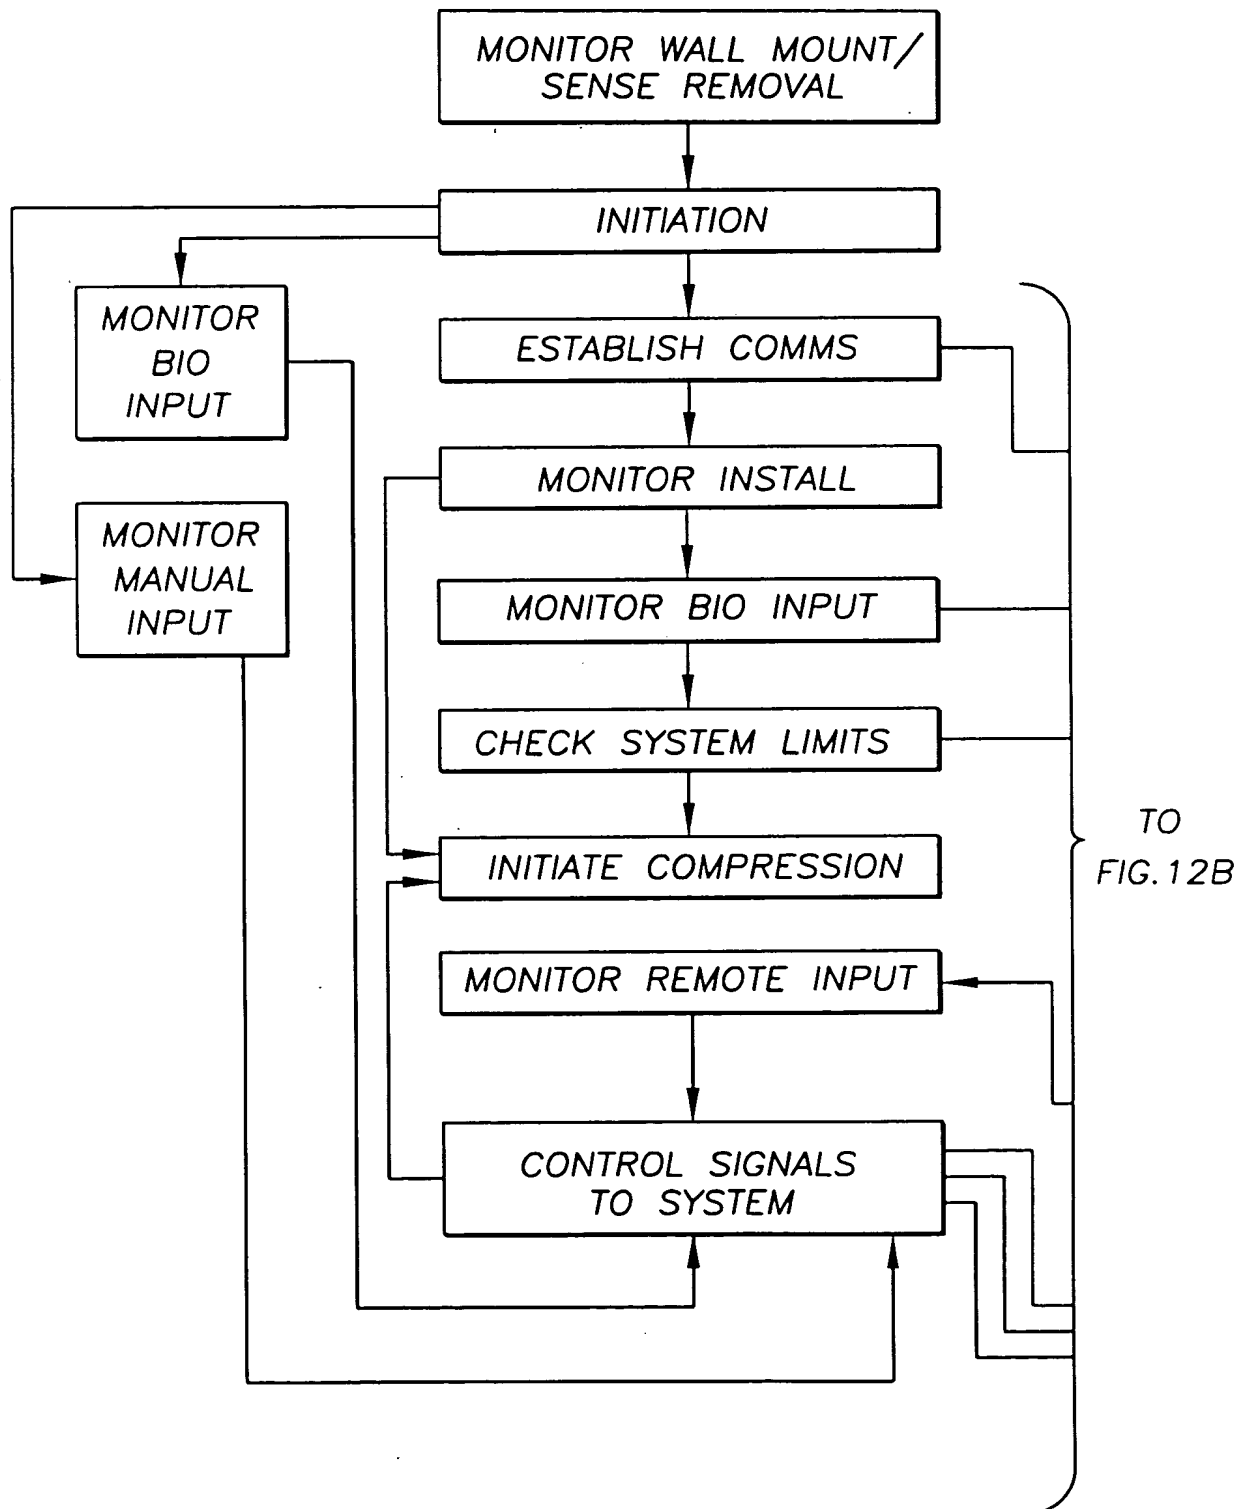 MONITOR WALL MOUNT/
SENSE REMOVAL
INITIATION
MONITOR
BIO
INPUT
ESTABLISH COMMS
MONITOR INSTALL
MONITOR
MANUAL
INPUT
MONITOR BIO INPUT
CHECK SYSTEM LIMITS
INITIATE COMPRESSION
TO
FIG.12B
MONITOR REMOTE INPUT
CONTROL SIGNALS
TO SYSTEM